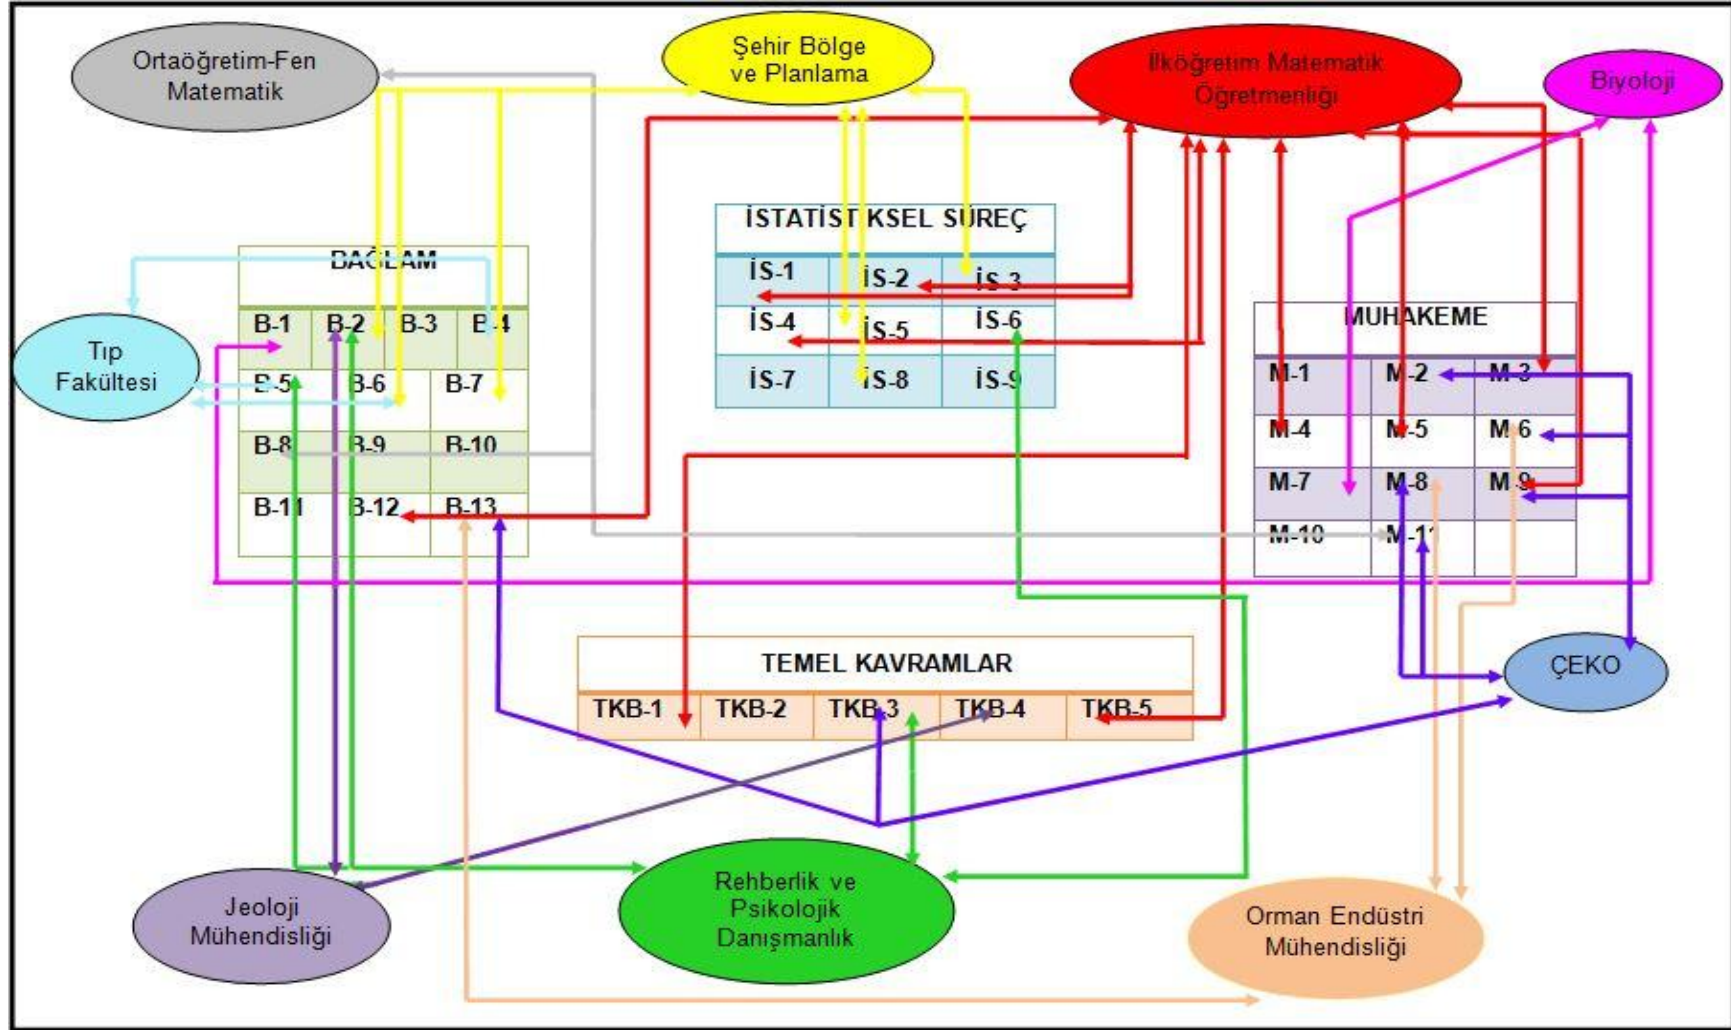 Ortaöğretim-Fen
Matematik
Şehir Bölge
ve Planlama
İlköğretim Matematik
Öğretmenliği
Biyoloji
Tıp
Fakültesi
BAĞLAM
B-1 B-2 B-3 B-4
B-5 B-6 B-7
B-8 B-9 B-10
B-11 B-12 B-13
İSTATİSTİKSEL SÜREÇ
İS-1 İS-2 İS-3
İS-4 İS-5 İS-6
İS-7 İS-8 İS-9
MUHAKEME
M-1 M-2 M-3
M-4 M-5 M-6
M-7 M-8 M-9
M-10 M-11
TEMEL KAVRAMLAR
TKB-1 TKB-2 TKB-3 TKB-4 TKB-5
ÇEKO
Jeoloji
Mühendisliği
Rehberlik ve
Psikolojik
Danışmanlık
Orman Endüstri
Mühendisliği